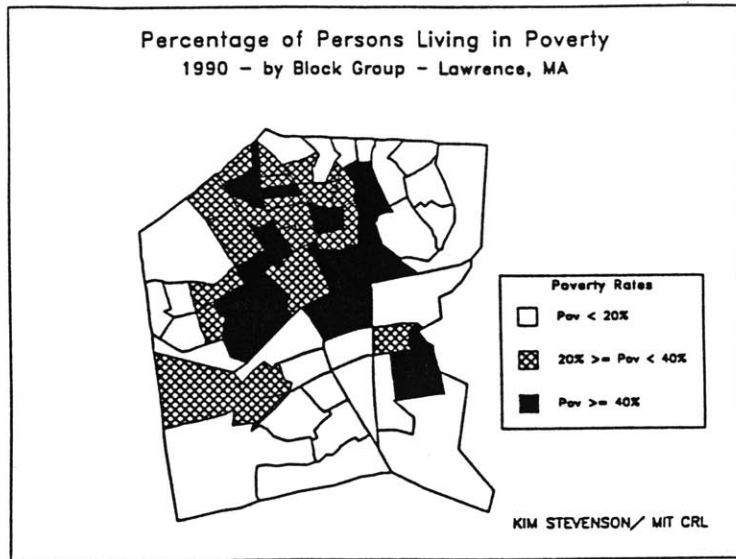 Percentage of Persons Living in Poverty
1990 - by Block Group - Lawrence, MA
Poverty Rates
Pov < 20%
20% >= Pov < 40%
Pov >= 40%
KIM STEVENSON/ MIT CRL